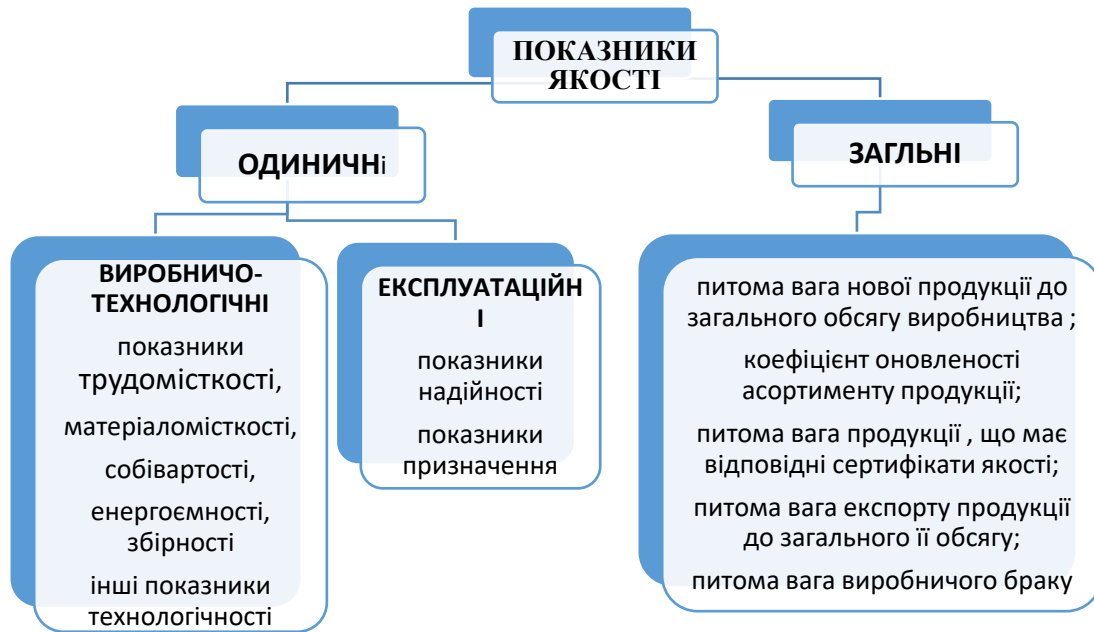 ПОКАЗНИКИ
ЯКОСТІ
ОДИНИЧНі
ЗАГЛЬНІ
ВИРОБНИЧО-
ТЕХНОЛОГІЧНІ
показники
трудомісткості,
матеріаломісткості,
собівартості,
енергоємності,
збірності
інші показники
технологічності
ЕКСПЛУАТАЦІЙН
І
показники
надійності
показники
призначення
питома вага нової продукції до
загального обсягу виробництва ;
коефіцієнт оновленості
асортименту продукції;
питома вага продукції , що має
відповідні сертифікати якості;
питома вага експорту продукції
до загального її обсягу;
питома вага виробничого браку